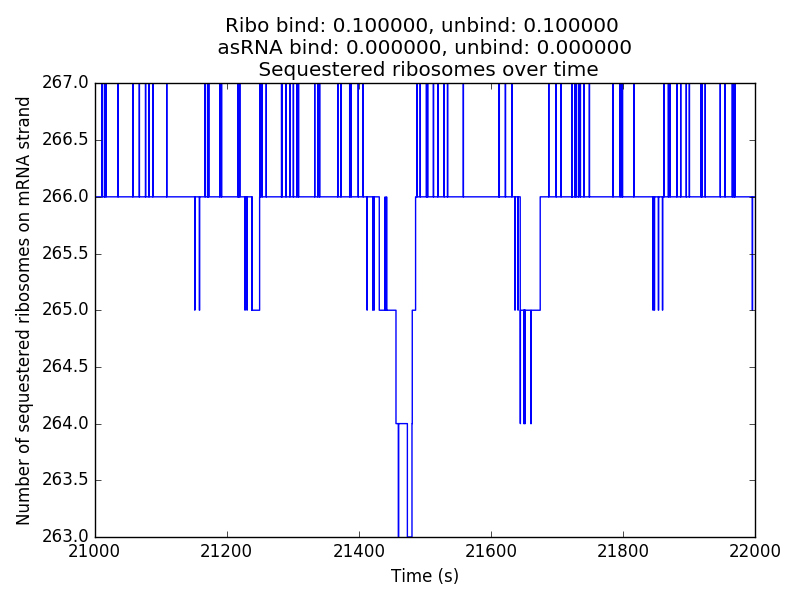 Ribo bind: 0.100000, unbind: 0.100000
asRNA bind: 0.000000, unbind: 0.000000
Sequestered ribosomes over time
Number of sequestered ribosomes on mRNA strand
267.0
266.5
266.0
265.5
265.0
264.5
264.0
263.5
263.0
21000 21200 21400 21600 21800 22000
Time (s)